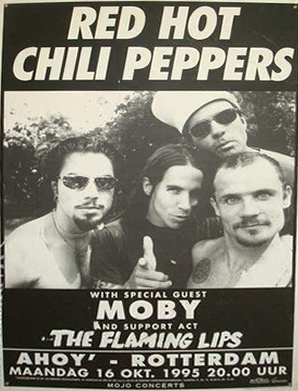 RED HOT
CHILI PEPPERS
WITH SPECIAL GUEST
MOBY
AND SUPPORT ACT
THE FLAMING LIPS
AHOY' - ROTTERDAM
MAANDAG 16 OKT. 1995 20.00 UUR
MOJO CONCERTS